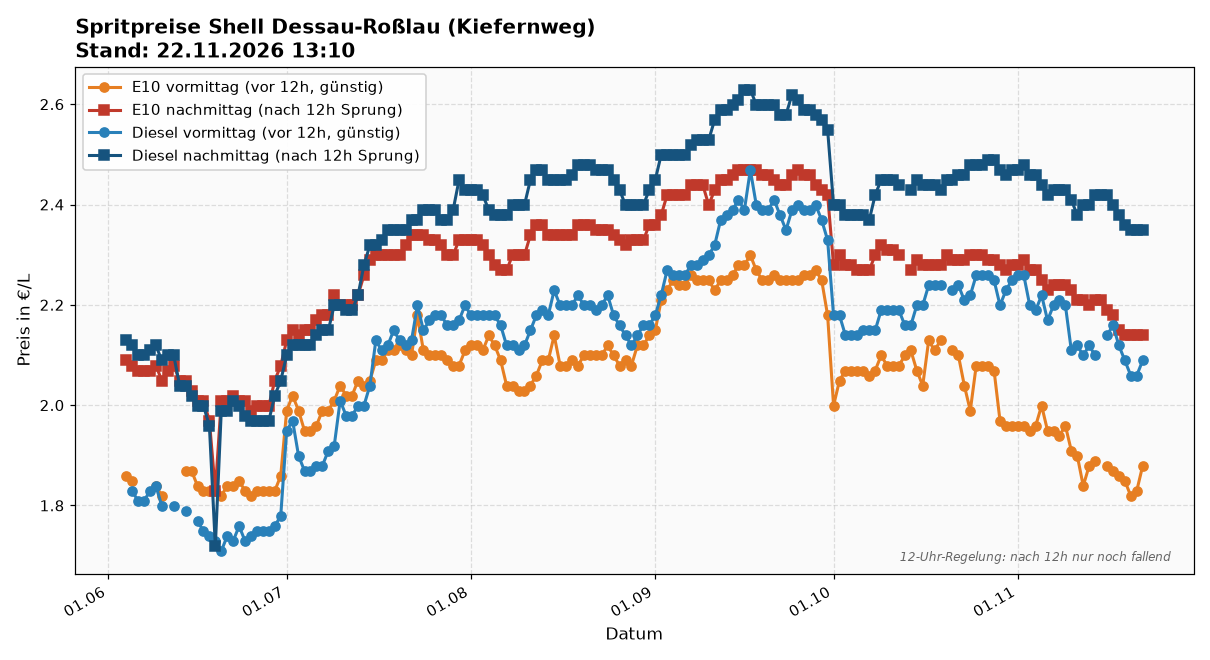 Spritpreise Shell Dessau-Roßlau (Kiefernweg)
Stand: 22.11.2026 13:10
E10 vormittag (vor 12h, günstig)
E10 nachmittag (nach 12h Sprung)
Diesel vormittag (vor 12h, günstig)
Diesel nachmittag (nach 12h Sprung)
Preis in €/L
2.6
2.4
2.2
2.0
1.8
12-Uhr-Regelung: nach 12h nur noch fallend
01.06
01.07
01.08
01.09
01.10
01.11
Datum